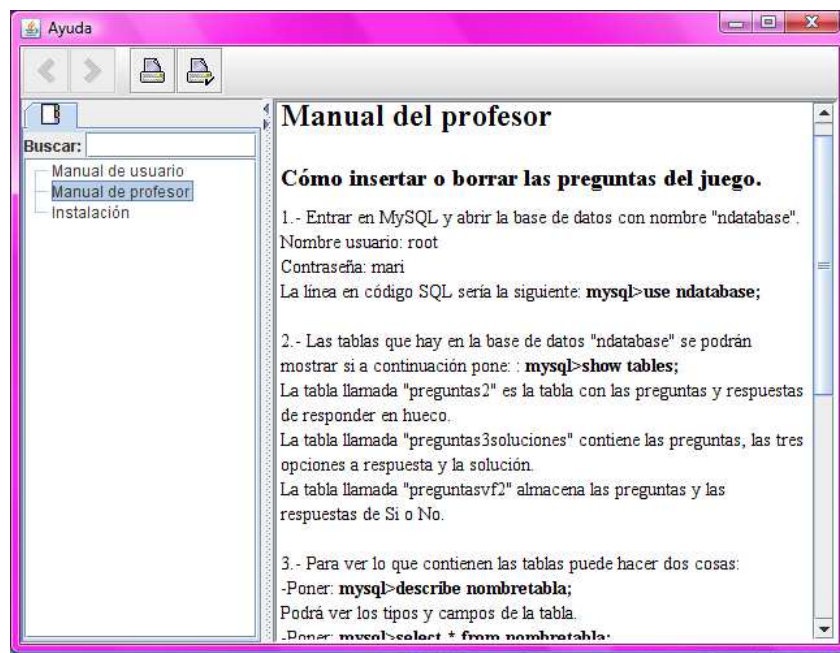 Ayuda
Buscar:
Manual de usuario
Manual de profesor
Instalación
Manual del profesor
Cómo insertar o borrar las preguntas del juego.
1.- Entrar en MySQL y abrir la base de datos con nombre "ndatabase".
Nombre usuario: root
Contraseña: mari
La línea en código SQL sería la siguiente: mysql>use ndatabase;
2.- Las tablas que hay en la base de datos "ndatabase" se podrán
mostrar si a continuación pone: : mysql>show tables;
La tabla llamada "preguntas2" es la tabla con las preguntas y respuestas
de responder en hueco.
La tabla llamada "preguntas3soluciones" contiene las preguntas, las tres
opciones a respuesta y la solución.
La tabla llamada "preguntasvf2" almacena las preguntas y las
respuestas de Si o No.
3.- Para ver lo que contienen las tablas puede hacer dos cosas:
-Poner: mysql>describe nombretabla;
Podrá ver los tipos y campos de la tabla.
-Poner: mysql>select * from nombretabla;